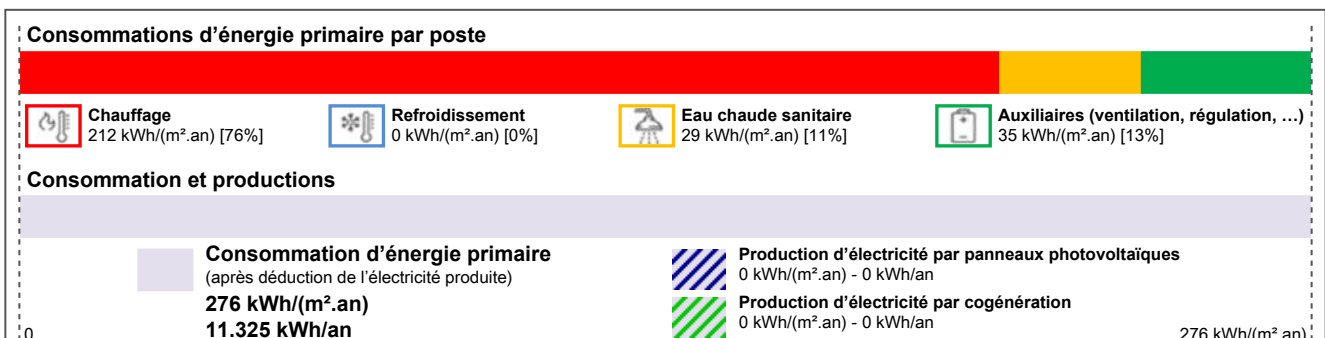 Consommations d’énergie primaire par poste
Chauffage
212 kWh/(m².an) [76%]
Refroidissement
0 kWh/(m².an) [0%]
Eau chaude sanitaire
29 kWh/(m².an) [11%]
Auxiliaires (ventilation, régulation, …)
35 kWh/(m².an) [13%]
Consommation et productions
Consommation d’énergie primaire
(après déduction de l’électricité produite)
276 kWh/(m².an)
11.325 kWh/an
Production d’électricité par panneaux photovoltaïques
0 kWh/(m².an) - 0 kWh/an
Production d’électricité par cogénération
0 kWh/(m².an) - 0 kWh/an
0
276 kWh/(m².an)